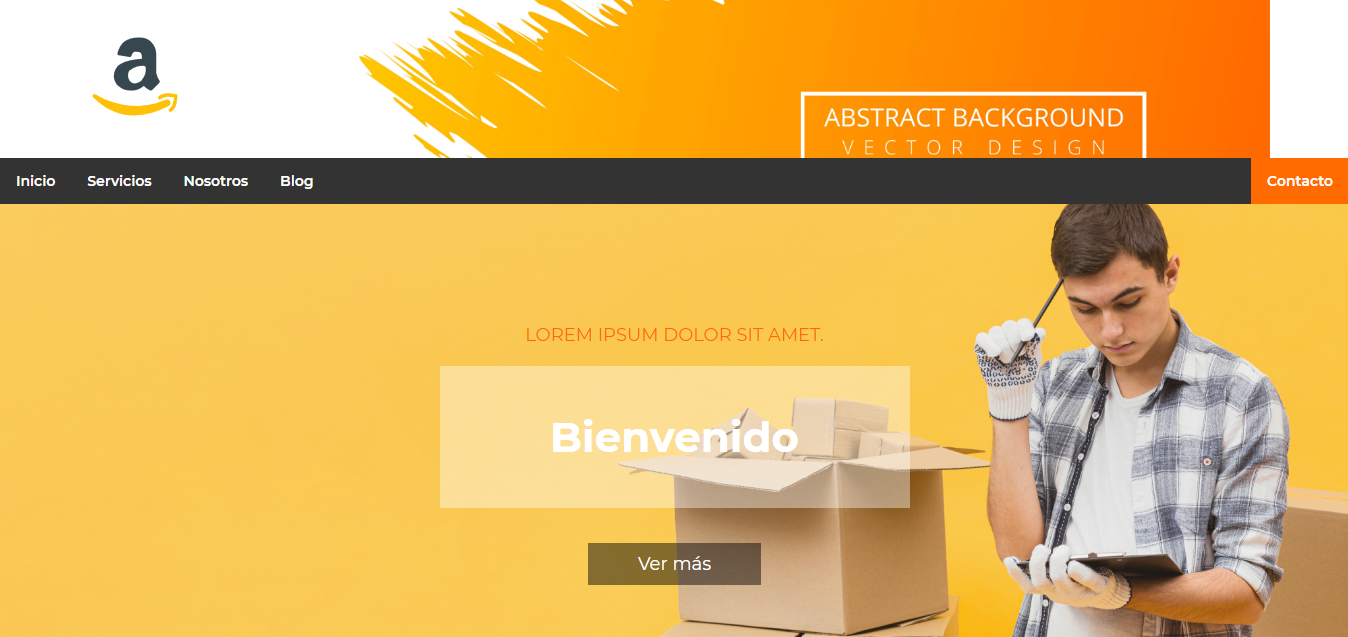 a
ABSTRACT BACKGROUND
VECTOR DESIGN
Inicio Servicios Nosotros Blog Contacto
LOREM IPSUM DOLOR SIT AMET.
Bienvenido
Ver más